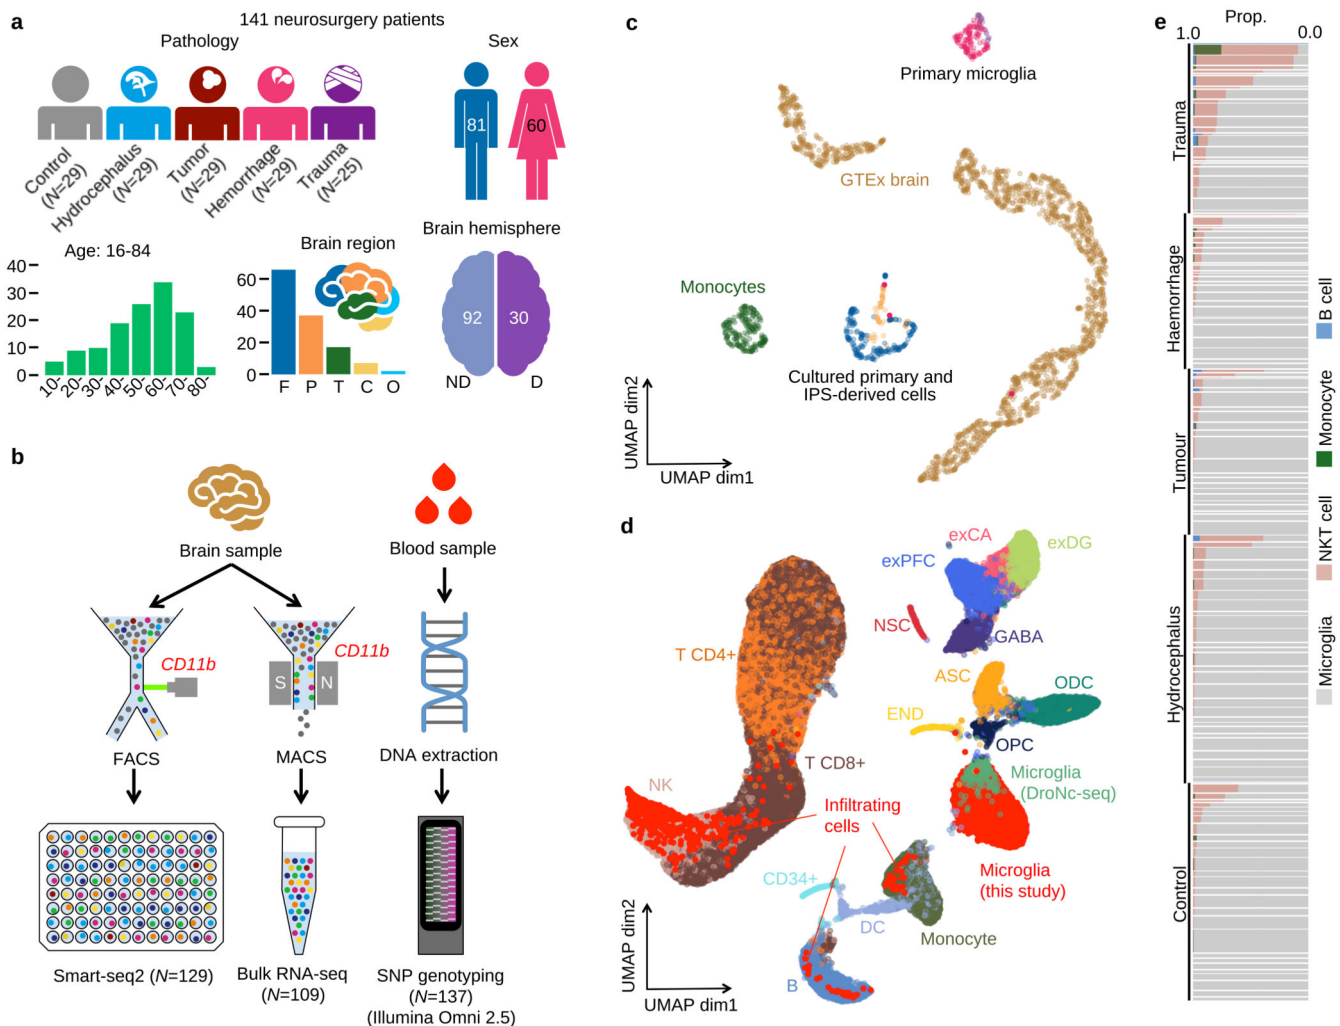 a
141 neurosurgery patients
Pathology
Sex
Control
(N=29)
Hydrocephalus
(N=29)
Tumor
(N=29)
Hemorrhage
(N=29)
Trauma
(N=25)
81
60
Age: 16-84
40
30
20
10
0
10-
20-
30-
40-
50-
60-
70-
80-
Brain region
60
40
20
0
F P T C O
Brain hemisphere
92
30
ND
D
b
Brain sample
Blood sample
CD11b
CD11b
S
N
FACS
MACS
DNA extraction
Smart-seq2 (N=129)
Bulk RNA-seq
(N=109)
SNP genotyping
(N=137)
(Illumina Omni 2.5)
c
Primary microglia
GTEx brain
Monocytes
Cultured primary and
IPS-derived cells
UMAP dim2
UMAP dim1
d
exCA
exDG
exPFC
NSC
GABA
T CD4+
ASC
ODC
END
OPC
T CD8+
Microglia
(DroNc-seq)
NK
Infiltrating
cells
Microglia
(this study)
CD34+
DC
Monocyte
B
UMAP dim2
UMAP dim1
e
Prop.
1.0
0.0
Trauma
Haemorrhage
Tumour
Hydrocephalus
Control
B cell
Monocyte
NKT cell
Microglia